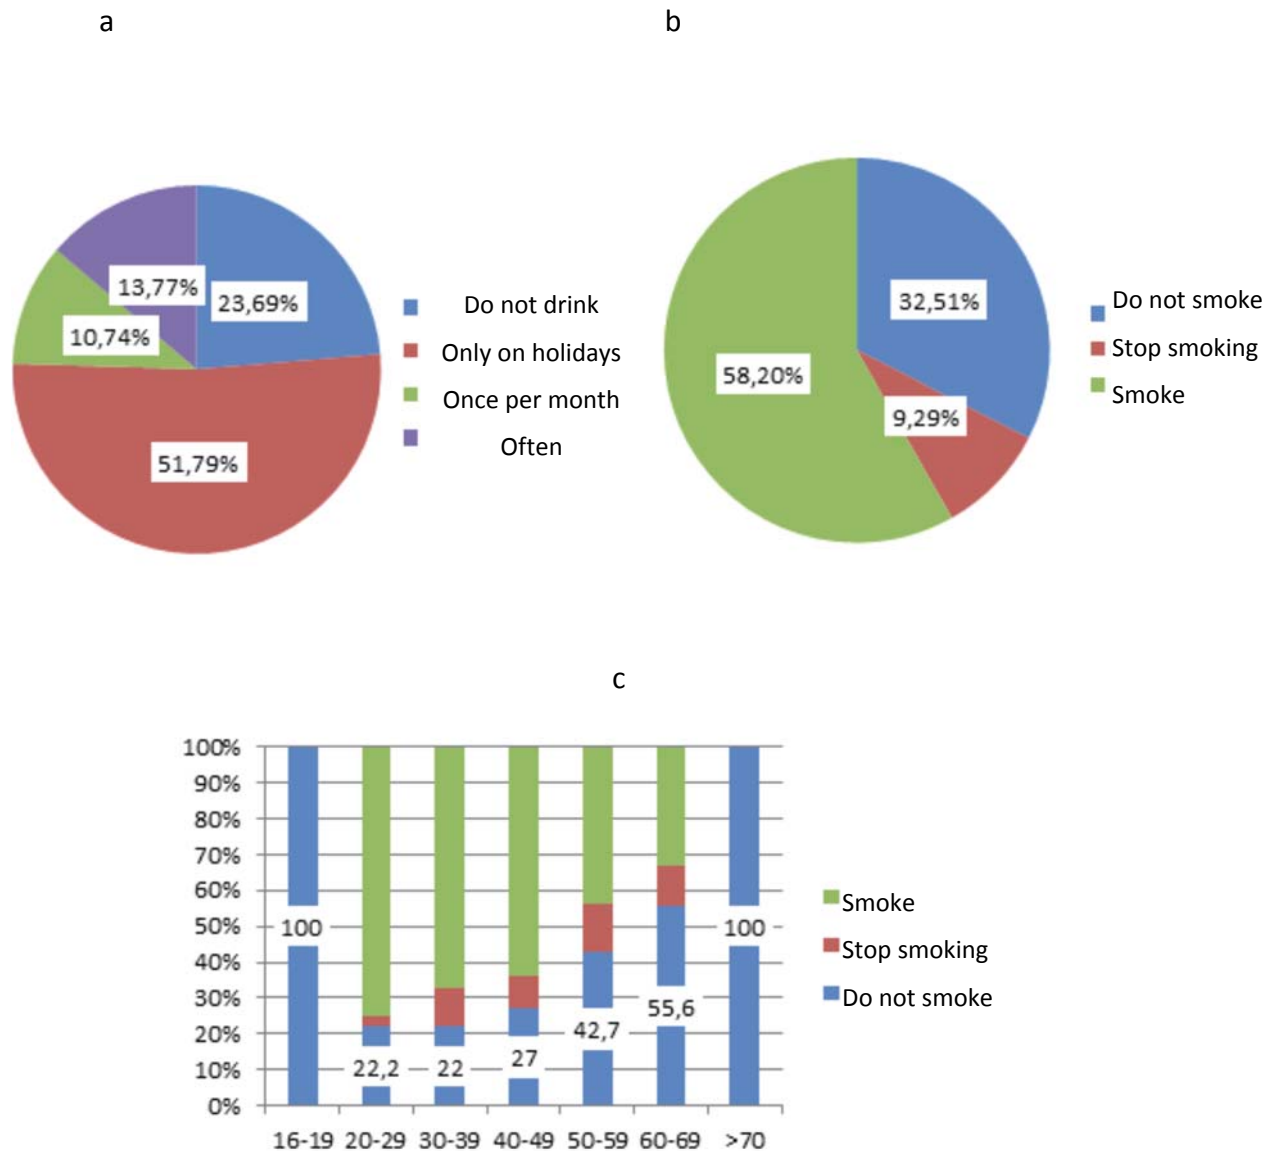 a
b
13,77%
23,69%
10,74%
51,79%
Do not drink
Only on holidays
Once per month
Often
32,51%
58,20%
9,29%
Do not smoke
Stop smoking
Smoke
c
100%
90%
80%
70%
60%
50%
40%
30%
20%
10%
0%
100
22,2
22
27
42,7
55,6
100
16-19 20-29 30-39 40-49 50-59 60-69 >70
Smoke
Stop smoking
Do not smoke